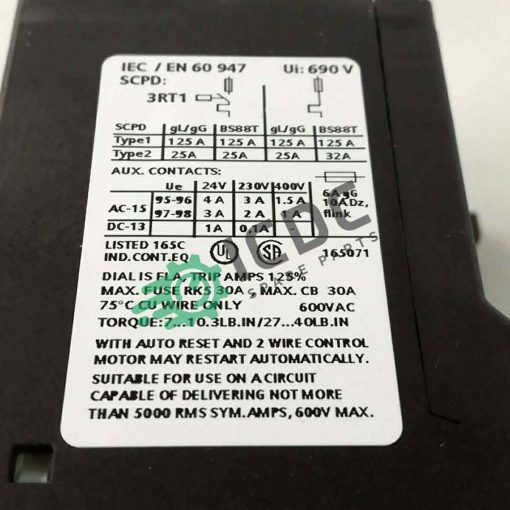 IEC / EN 60 947 Ui: 690 V
SCPD:
3RT1
SCPD gL/gG BS88T gL/gG BS88T
Type1 125 A 125 A 125 A 125 A
Type2 25A 25A 25A 32A
AUX. CONTACTS:
Ue 24V 230V 400V
AC-15 95-96 4 A 3 A 1.5 A
97-98 3 A 2 A A
DC-13 1A 0.1A
6A gG
10A Dz,
flink
LISTED 165C
IND.CONT.EQ UL SA 165071
DIAL IS FLA, TRIP AMPS 125%
MAX. FUSE RK5 30A MAX. CB 30A
75°C CU WIRE ONLY 600VAC
TORQUE:7...10.3LB.IN/27...40LB.IN
WITH AUTO RESET AND 2 WIRE CONTROL
MOTOR MAY RESTART AUTOMATICALLY.
SUITABLE FOR USE ON A CIRCUIT
CAPABLE OF DELIVERING NOT MORE
THAN 5000 RMS SYM.AMPS, 600V MAX.
ICDC
SPARE PARTS